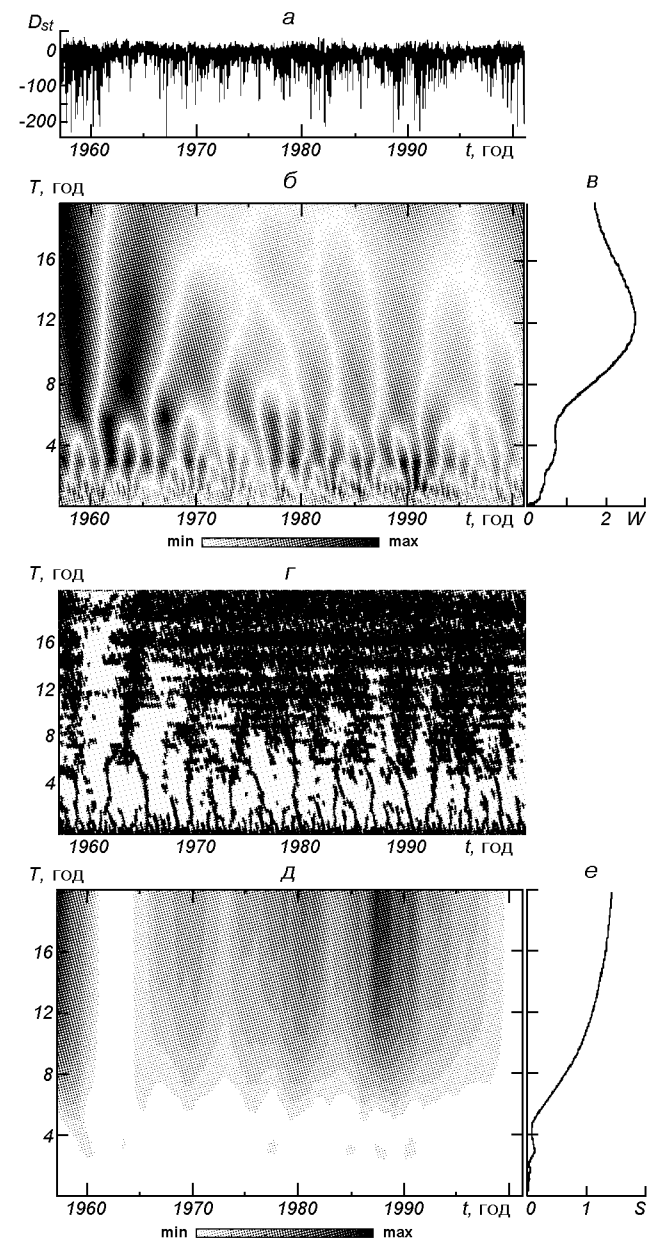 а
D_st
0
-100
-200
1960 1970 1980 1990 t, год
T, год б в
16
12
8
4
1960 1970 1980 1990 t, год 0 2 W
min max
T, год г
16
12
8
4
1960 1970 1980 1990 t, год
T, год д е
16
12
8
4
1960 1970 1980 1990 t, год 0 1 S
min max